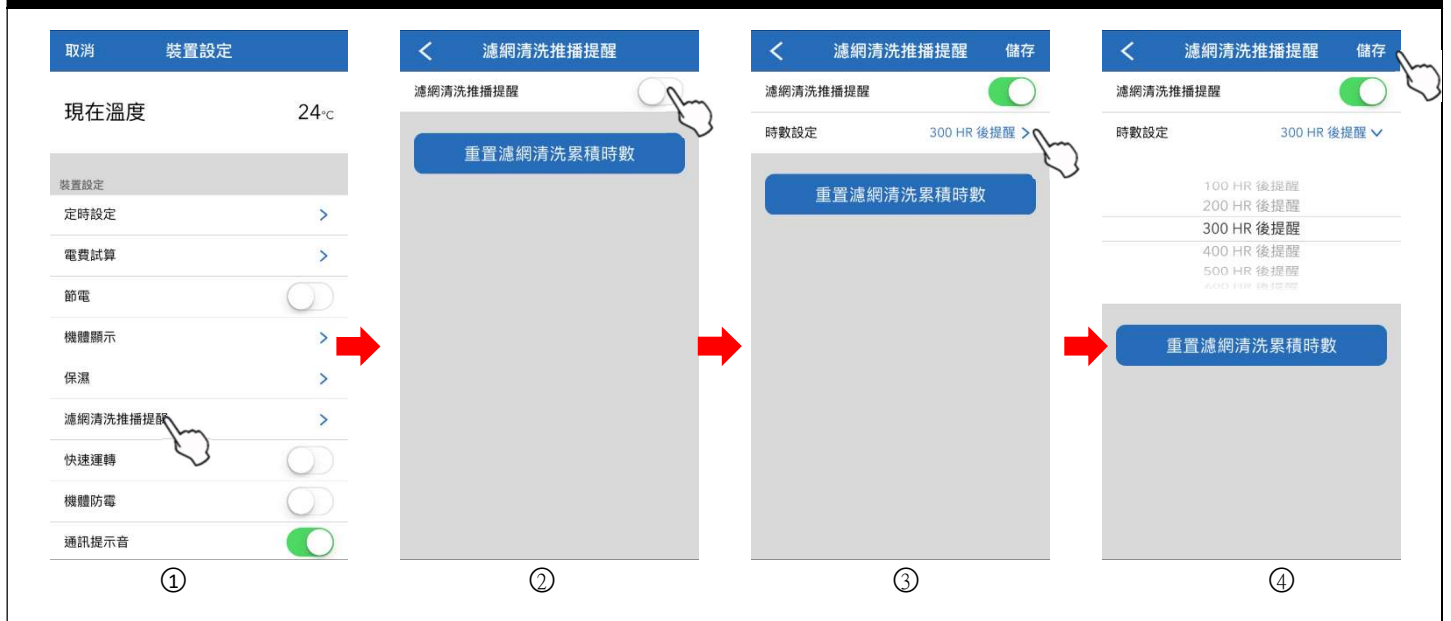 取消 裝置設定
現在溫度 24°C
裝置設定
定時設定
電費試算
節電
機體顯示
保濕
濾網清洗推播提醒
快速運轉
機體防霉
通訊提示音
①
濾網清洗推播提醒
濾網清洗推播提醒
重置濾網清洗累積時數
②
濾網清洗推播提醒 儲存
濾網清洗推播提醒
時數設定 300 HR 後提醒
重置濾網清洗累積時數
③
濾網清洗推播提醒 儲存
濾網清洗推播提醒
時數設定 300 HR 後提醒
100 HR 後提醒
200 HR 後提醒
300 HR 後提醒
400 HR 後提醒
500 HR 後提醒
600 HR 後提醒
重置濾網清洗累積時數
④